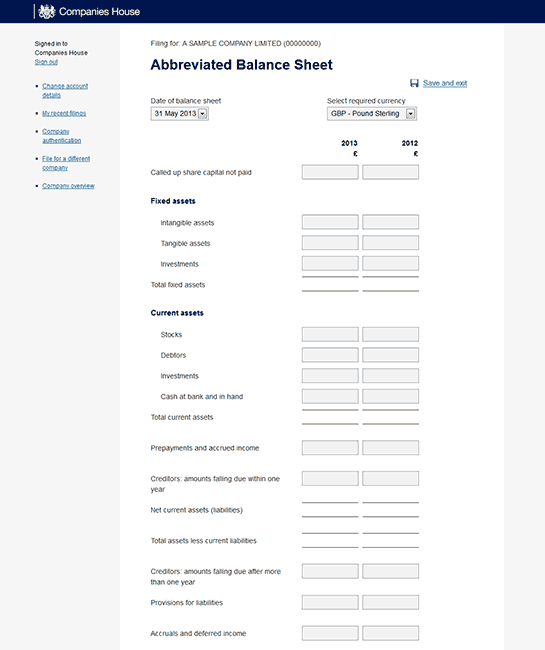 Companies House
Signed in to
Companies House
Sign out
Change account
details
My recent filings
Company
authentication
File for a different
company
Company overview
Filing for: A SAMPLE COMPANY LIMITED (00000000)
Abbreviated Balance Sheet
Save and exit
Date of balance sheet
31 May 2013
Select required currency
GBP - Pound Sterling
2013 2012
£ £
Called up share capital not paid
Fixed assets
Intangible assets
Tangible assets
Investments
Total fixed assets
Current assets
Stocks
Debtors
Investments
Cash at bank and in hand
Total current assets
Prepayments and accrued income
Creditors: amounts falling due within one
year
Net current assets (liabilities)
Total assets less current liabilities
Creditors: amounts falling due after more
than one year
Provisions for liabilities
Accruals and deferred income